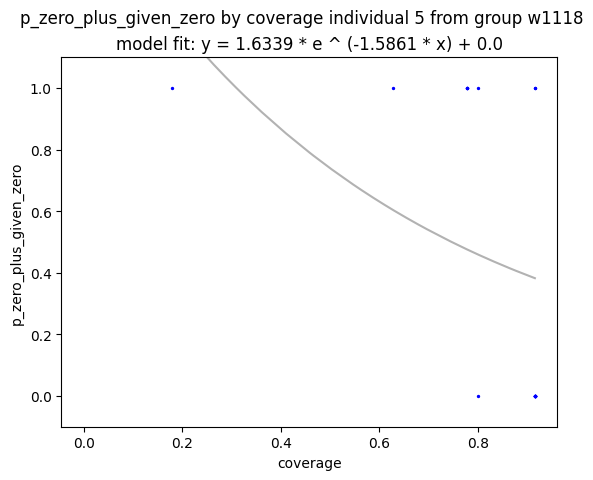 p_zero_plus_given_zero by coverage individual 5 from group w1118
model fit: y = 1.6339 * e ^ (-1.5861 * x) + 0.0
p_zero_plus_given_zero
1.0
0.8
0.6
0.4
0.2
0.0
0.0 0.2 0.4 0.6 0.8
coverage